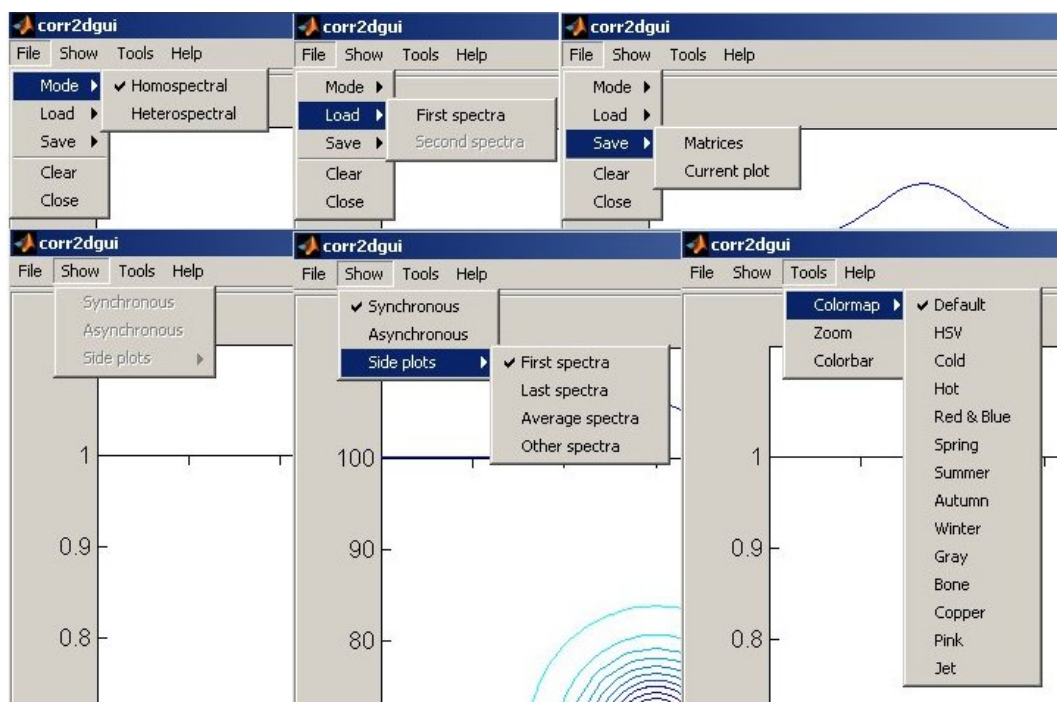 corr2dgui
File Show Tools Help
Mode
Homospectral
Load
Heterospectral
Save
Clear
Close
corr2dgui
File Show Tools Help
Mode
Load
First spectra
Save
Second spectra
Clear
Close
corr2dgui
File Show Tools Help
Mode
Load
Save
Matrices
Clear
Current plot
Close
corr2dgui
File Show Tools Help
Synchronous
Asynchronous
Side plots
1
0.9
0.8
corr2dgui
File Show Tools Help
Synchronous
Asynchronous
Side plots
First spectra
Last spectra
Average spectra
Other spectra
100
90
80
corr2dgui
File Show Tools Help
Colormap
Default
Zoom
HSV
Colorbar
Cold
Hot
Red & Blue
Spring
Summer
Autumn
Winter
Gray
Bone
Copper
Pink
Jet
1
0.9
0.8